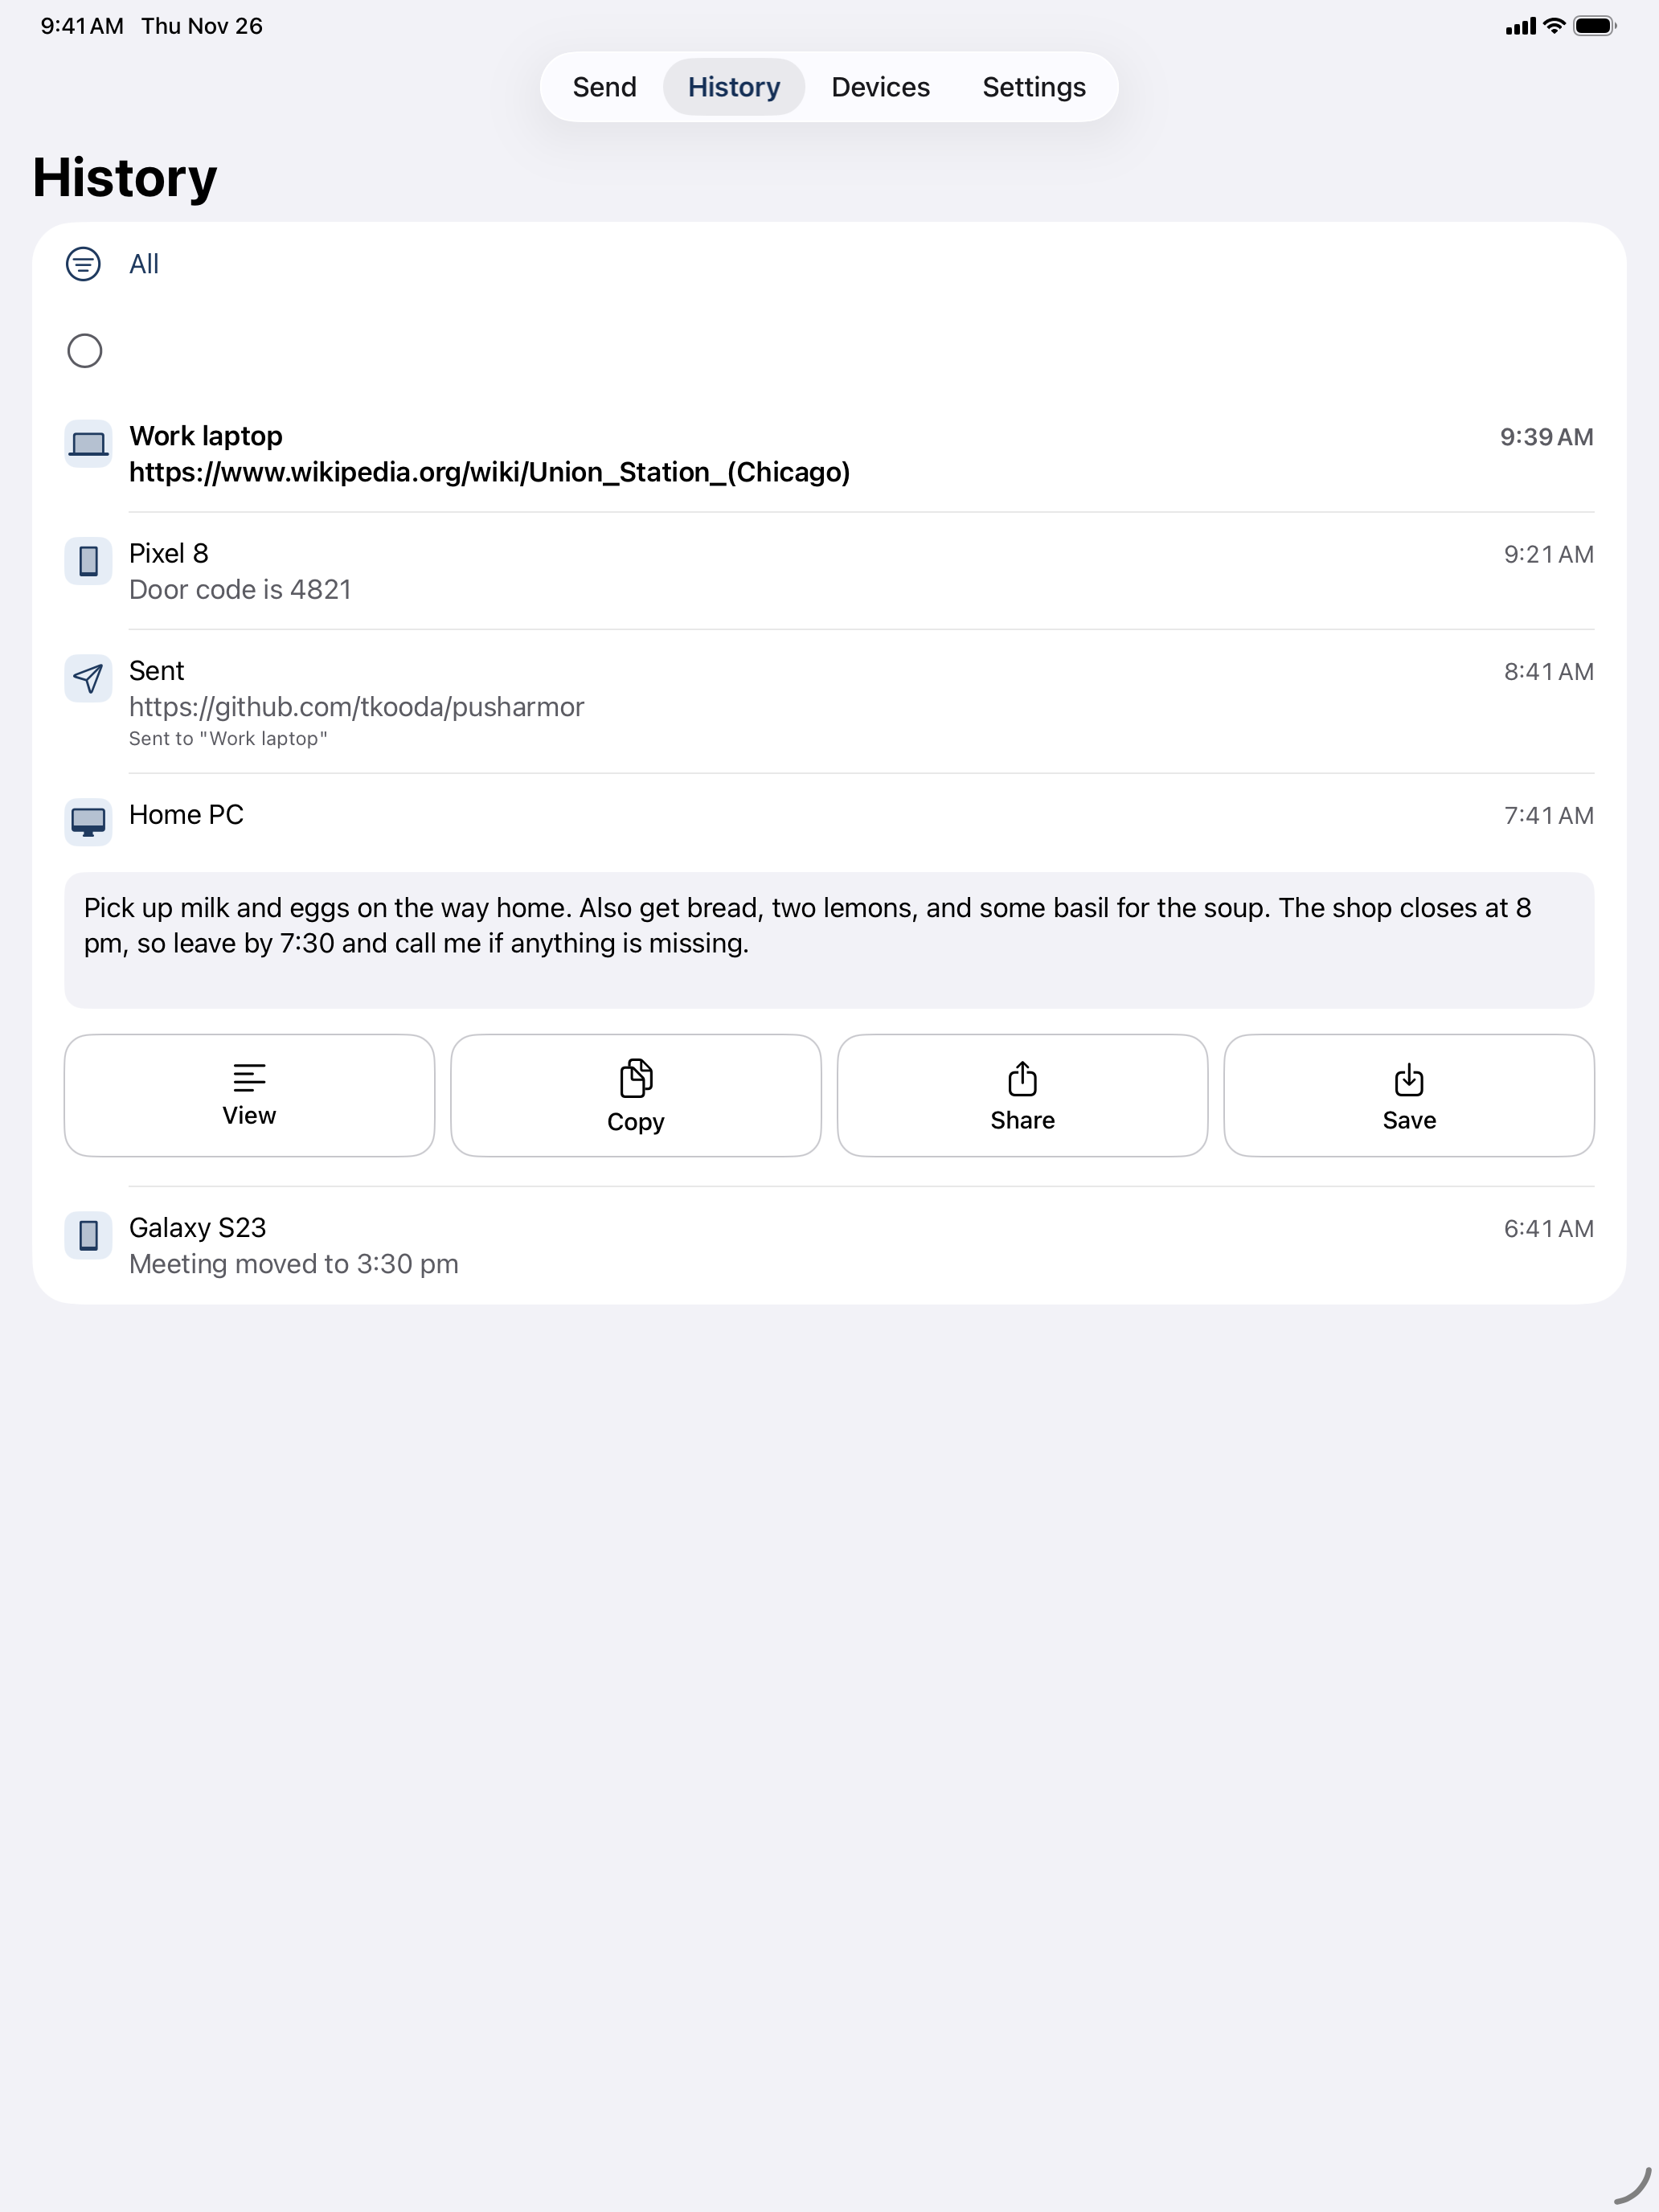 9:41 AM Thu Nov 26
Send History Devices Settings
History
All
Work laptop 9:39 AM
https://www.wikipedia.org/wiki/Union_Station_(Chicago)
Pixel 8 9:21 AM
Door code is 4821
Sent 8:41 AM
https://github.com/tkooda/pusharmor
Sent to "Work laptop"
Home PC 7:41 AM
Pick up milk and eggs on the way home. Also get bread, two lemons, and some basil for the soup. The shop closes at 8
pm, so leave by 7:30 and call me if anything is missing.
View Copy Share Save
Galaxy S23 6:41 AM
Meeting moved to 3:30 pm